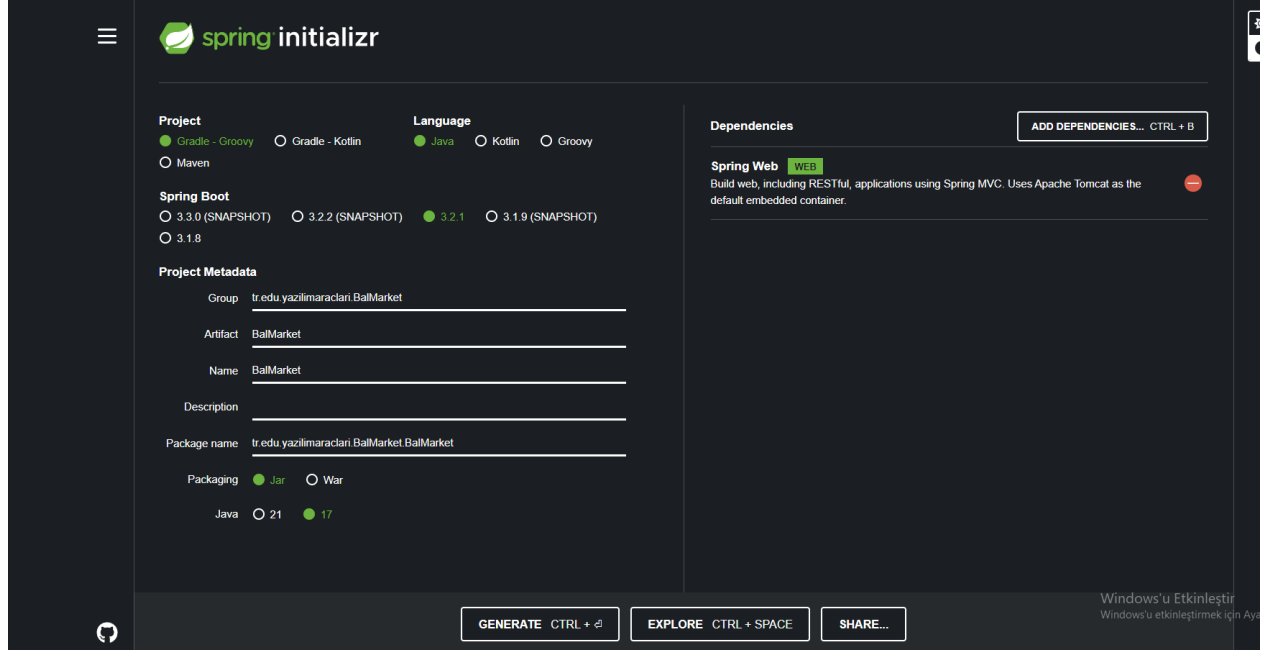 spring initializr
Project
Gradle - Groovy Gradle - Kotlin
Maven
Language
Java Kotlin Groovy
Spring Boot
3.3.0 (SNAPSHOT) 3.2.2 (SNAPSHOT) 3.2.1 3.1.9 (SNAPSHOT)
3.1.8
Project Metadata
Group tr.edu.yazilimaraclari.BalMarket
Artifact BalMarket
Name BalMarket
Description
Package name tr.edu.yazilimaraclari.BalMarket.BalMarket
Packaging Jar War
Java 21 17
Dependencies ADD DEPENDENCIES... CTRL + B
Spring Web WEB
Build web, including RESTful, applications using Spring MVC. Uses Apache Tomcat as the
default embedded container.
GENERATE CTRL + ⏎ EXPLORE CTRL + SPACE SHARE...
Windows'u Etkinleştir
Windows'u etkinleştirmek için